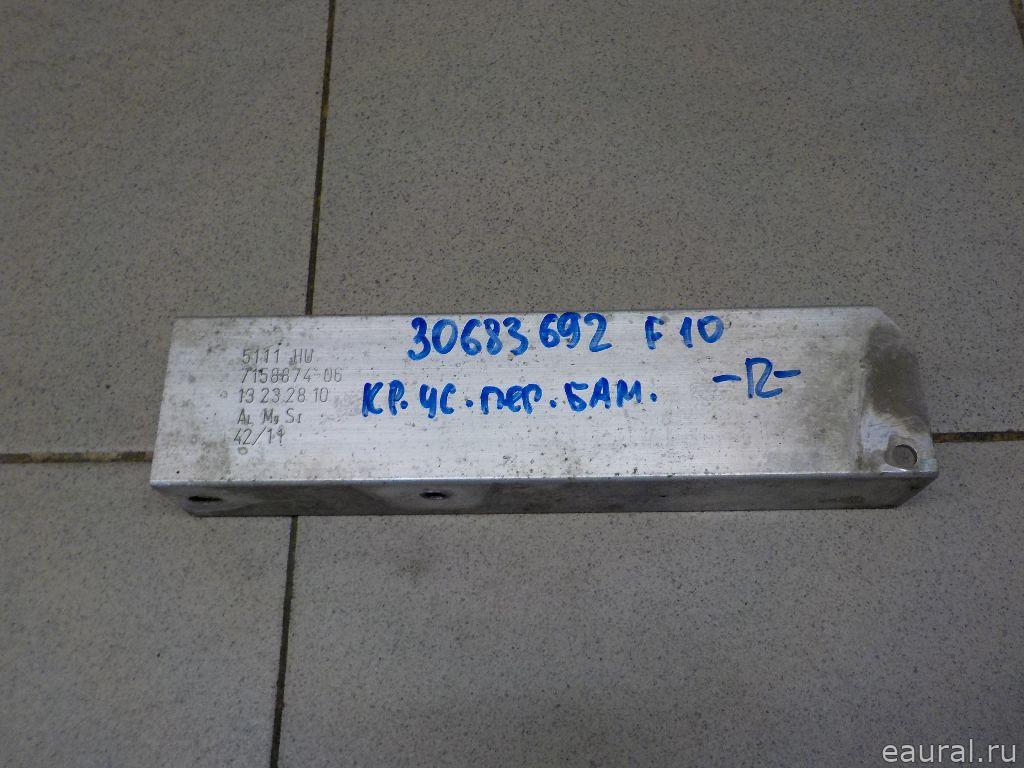 5111 HU
7158874-06
13 23.28 10
AL Mg SI
42/11
30683692 F10
КР. УС. пер. БАМ.
-R-
eaural.ru